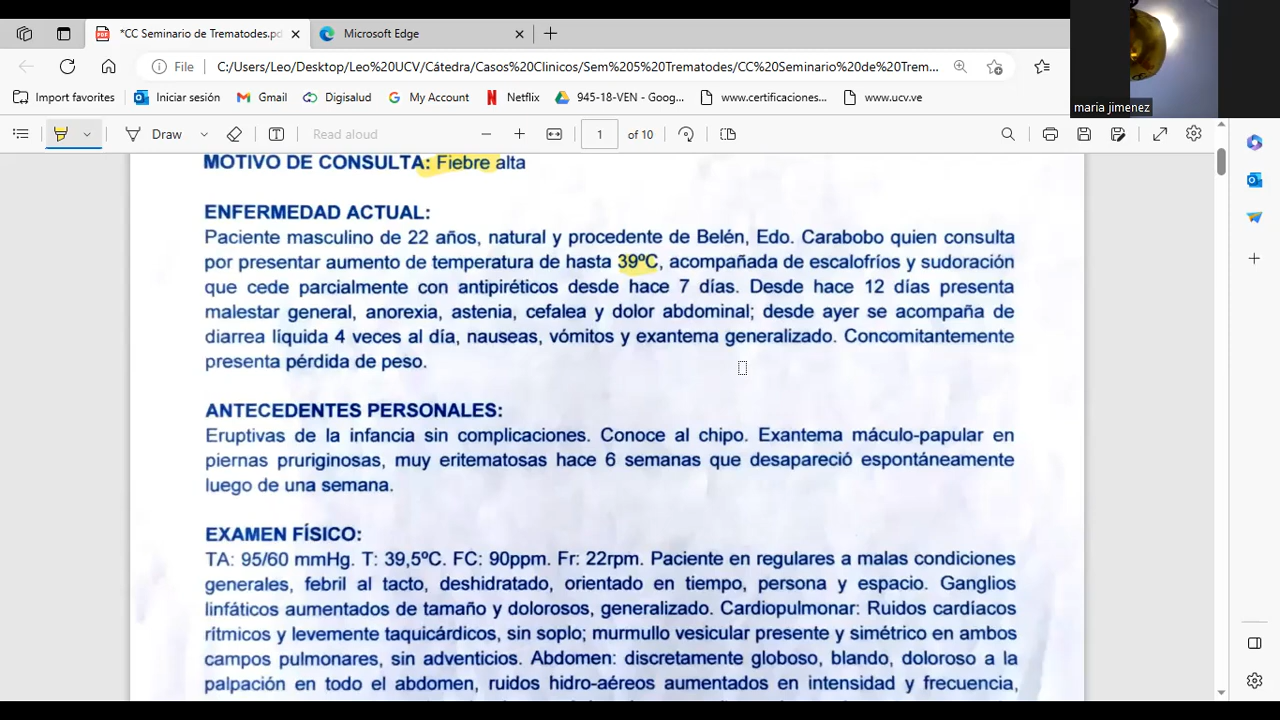 *CC Seminario de Trematodes.pd
Microsoft Edge
File
C:/Users/Leo/Desktop/Leo%20UCV/Cátedra/Casos%20Clinicos/Sem%205%20Trematodes/CC%20Seminario%20de%20Trem...
Import favorites
Iniciar sesión
Gmail
Digisalud
My Account
Netflix
945-18-VEN - Goog...
www.certificaciones...
www.ucv.ve
maria jimenez
Draw
Read aloud
1 of 10
MOTIVO DE CONSULTA: Fiebre alta
ENFERMEDAD ACTUAL:
Paciente masculino de 22 años, natural y procedente de Belén, Edo. Carabobo quien consulta
por presentar aumento de temperatura de hasta 39ºC, acompañada de escalofríos y sudoración
que cede parcialmente con antipiréticos desde hace 7 días. Desde hace 12 días presenta
malestar general, anorexia, astenia, cefalea y dolor abdominal; desde ayer se acompaña de
diarrea líquida 4 veces al día, nauseas, vómitos y exantema generalizado. Concomitantemente
presenta pérdida de peso.
ANTECEDENTES PERSONALES:
Eruptivas de la infancia sin complicaciones. Conoce al chipo. Exantema máculo-papular en
piernas pruriginosas, muy eritematosas hace 6 semanas que desapareció espontáneamente
luego de una semana.
EXAMEN FÍSICO:
TA: 95/60 mmHg. T: 39,5ºC. FC: 90ppm. Fr: 22rpm. Paciente en regulares a malas condiciones
generales, febril al tacto, deshidratado, orientado en tiempo, persona y espacio. Ganglios
linfáticos aumentados de tamaño y dolorosos, generalizado. Cardiopulmonar: Ruidos cardíacos
rítmicos y levemente taquicárdicos, sin soplo; murmullo vesicular presente y simétrico en ambos
campos pulmonares, sin adventicios. Abdomen: discretamente globoso, blando, doloroso a la
palpación en todo el abdomen, ruidos hidro-aéreos aumentados en intensidad y frecuencia,